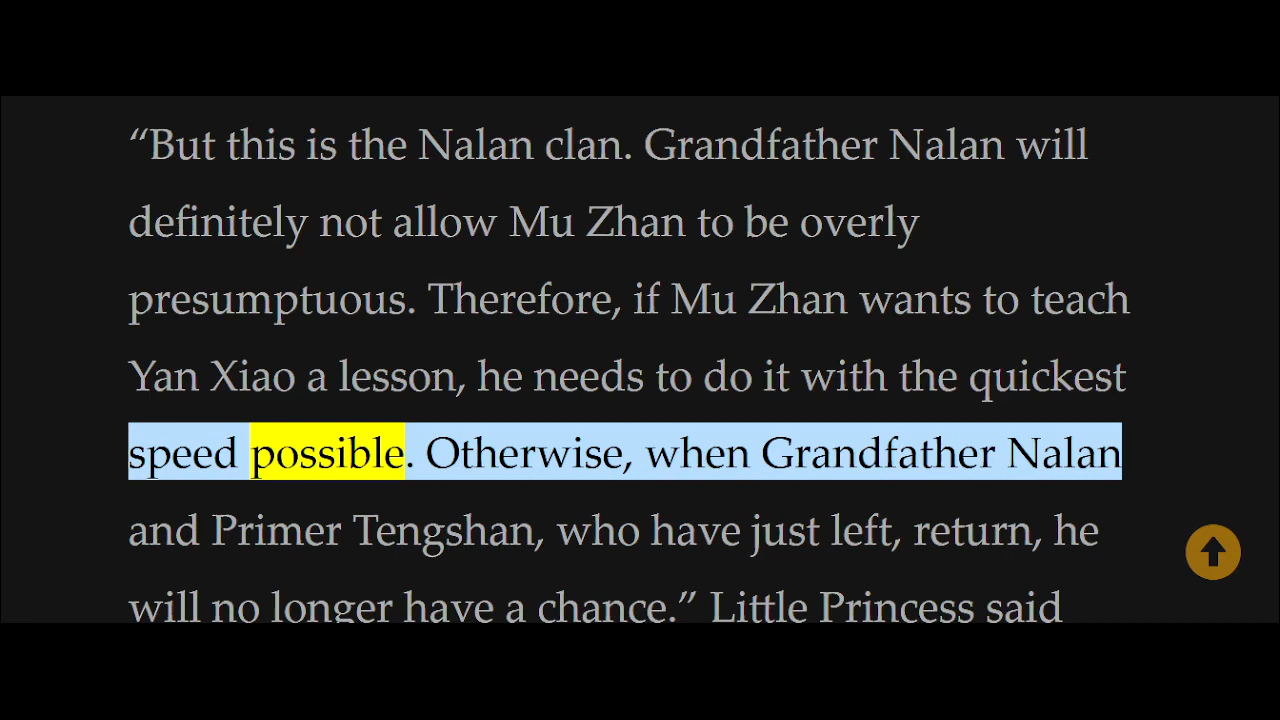 “But this is the Nalan clan. Grandfather Nalan will
definitely not allow Mu Zhan to be overly
presumptuous. Therefore, if Mu Zhan wants to teach
Yan Xiao a lesson, he needs to do it with the quickest
speed possible. Otherwise, when Grandfather Nalan
and Primer Tengshan, who have just left, return, he
will no longer have a chance.” Little Princess said